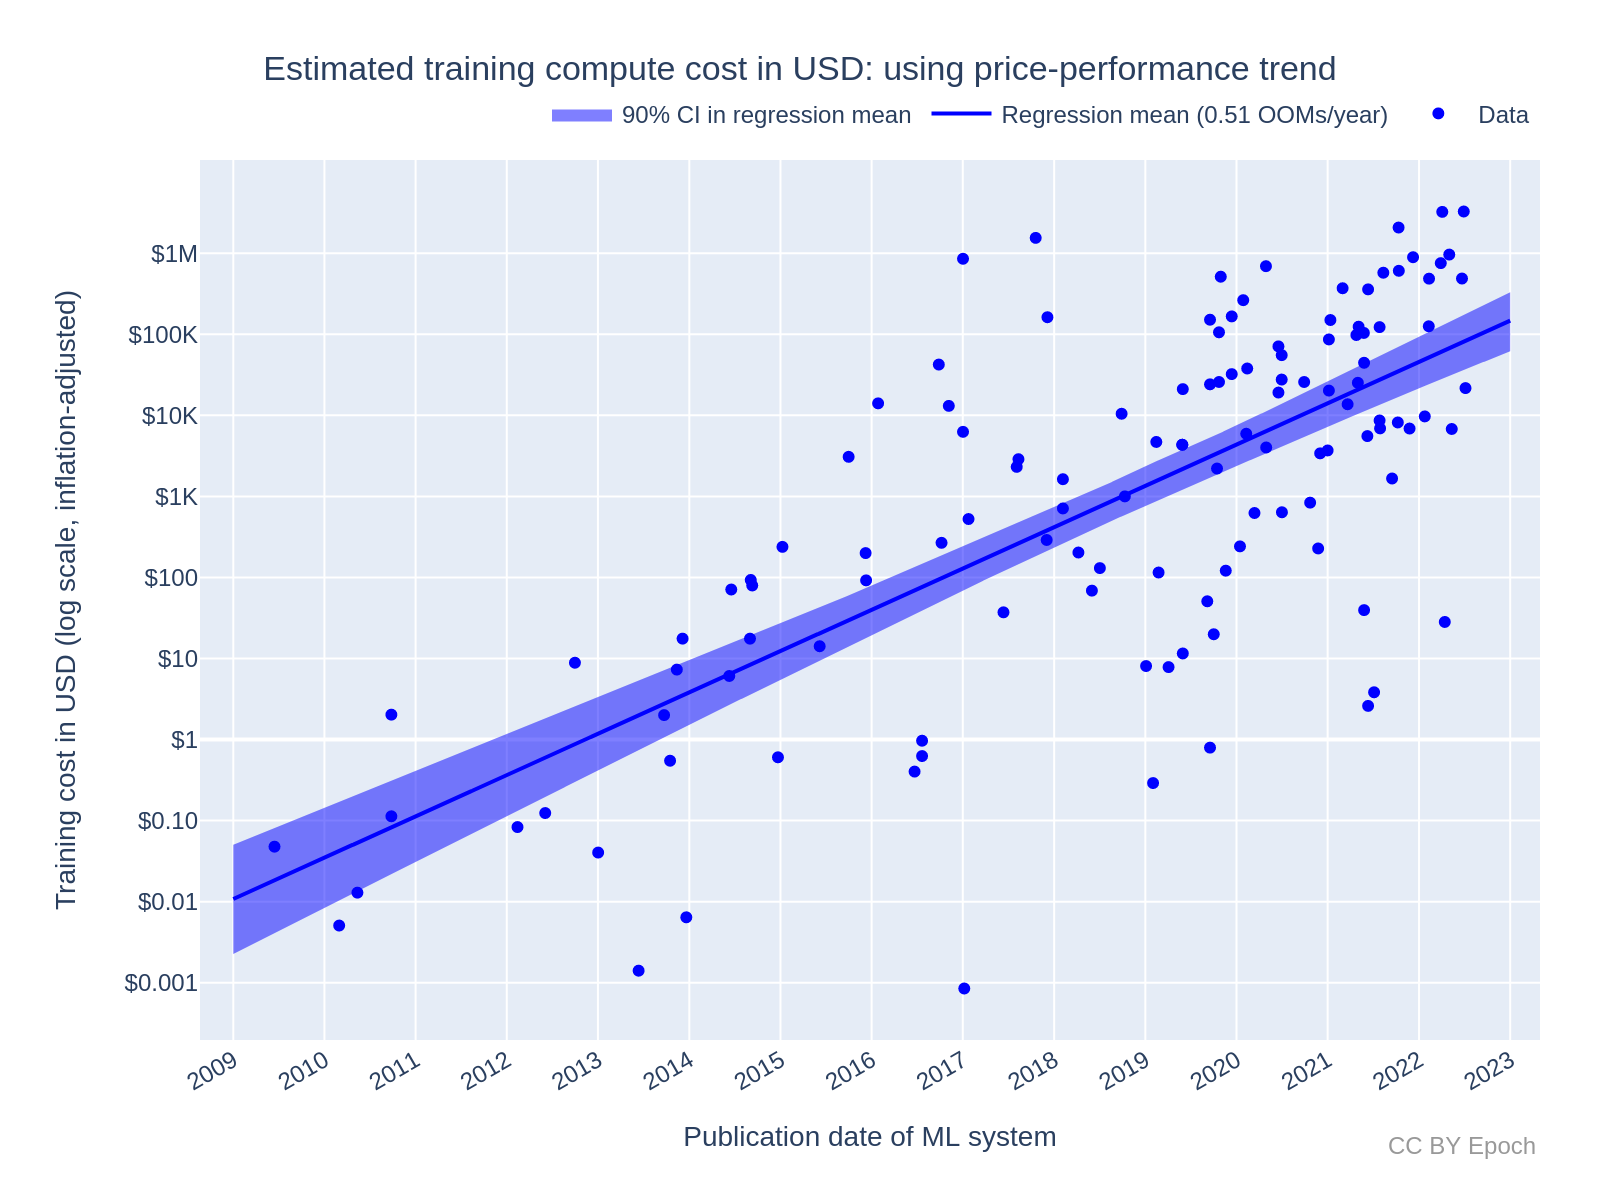 Estimated training compute cost in USD: using price-performance trend
90% CI in regression mean Regression mean (0.51 OOMs/year) Data
Training cost in USD (log scale, inflation-adjusted)
$1M
$100K
$10K
$1K
$100
$10
$1
$0.10
$0.01
$0.001
2009 2010 2011 2012 2013 2014 2015 2016 2017 2018 2019 2020 2021 2022 2023
Publication date of ML system
CC BY Epoch